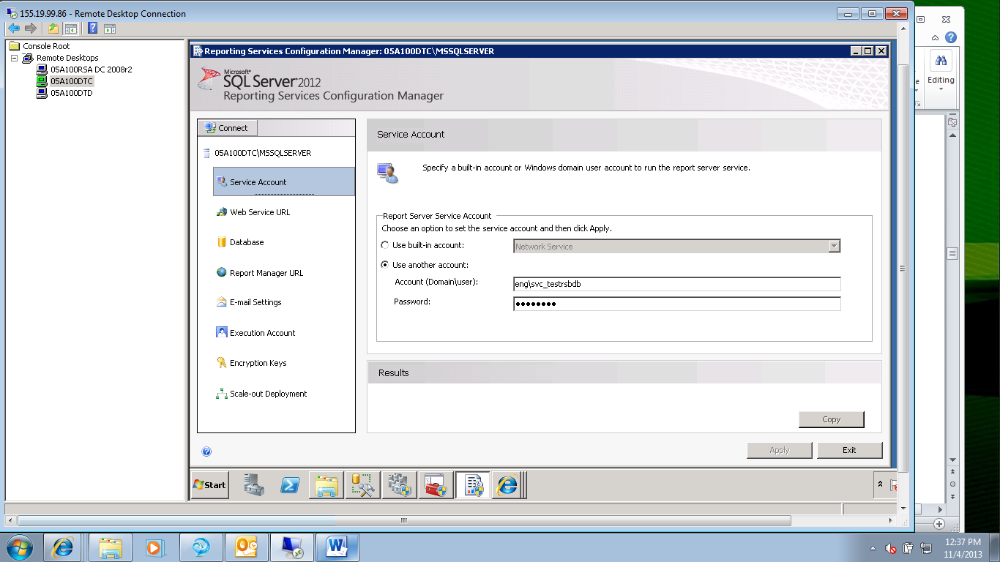 155.19.99.86 - Remote Desktop Connection
Console Root
Remote Desktops
05A100RSA DC 2008r2
05A100DTC
05A100DTD
Reporting Services Configuration Manager: 05A100DTC\MSSQLSERVER
Microsoft®
SQL Server 2012
Reporting Services Configuration Manager
Connect
05A100DTC\MSSQLSERVER
Service Account
Web Service URL
Database
Report Manager URL
E-mail Settings
Execution Account
Encryption Keys
Scale-out Deployment
Service Account
Specify a built-in account or Windows domain user account to run the report server service.
Report Server Service Account
Choose an option to set the service account and then click Apply.
Use built-in account:
Network Service
Use another account:
Account (Domain\user):
eng\svc_testrsbdb
Password:
●●●●●●●●
Results
Copy
Apply
Exit
Start
Editing
12:37 PM
11/4/2013